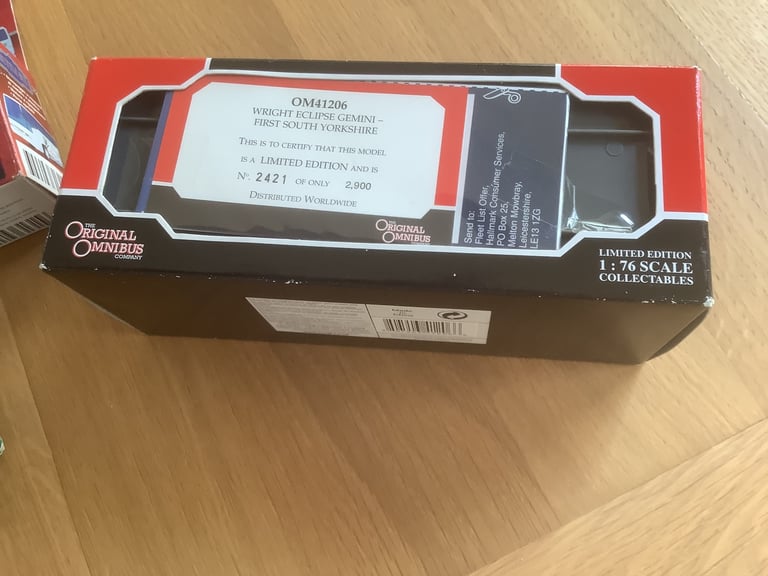 OM41206
WRIGHT ECLIPSE GEMINI –
FIRST SOUTH YORKSHIRE
THIS IS TO CERTIFY THAT THIS MODEL
IS A LIMITED EDITION AND IS
Nº. 2421 OF ONLY 2,900
DISTRIBUTED WORLDWIDE
THE
ORIGINAL
OMNIBUS
Send to:
Fleet List Offer,
Hallmark Consumer Services,
PO Box 25,
Melton Mowbray,
Leicestershire,
LE13 1ZG
THE
ORIGINAL
OMNIBUS
COMPANY
LIMITED EDITION
1 : 76 SCALE
COLLECTABLES